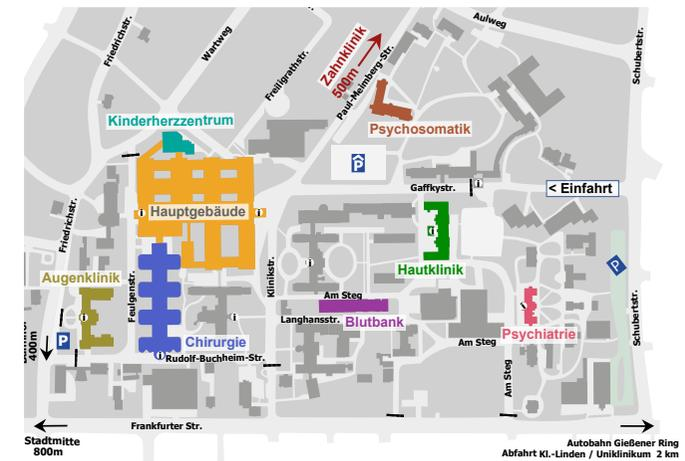 Friedrichstr.
Wartweg
Freiligrathstr.
Zahnklinik
500m
Paul-Meimberg-Str.
Aulweg
Schubertstr.
Kinderherzzentrum
Psychosomatik
P
Gaffkystr.
i
< Einfahrt
Friedrichstr.
i
Hauptgebäude
i
Hautklinik
Augenklinik
i
Feulgenstr.
Klinikstr.
i
Am Steg
P
Schubertstr.
Langhansstr.
Blutbank
i
Chirurgie
Psychiatrie
400m
P
Am Steg
i
Rudolf-Buchheim-Str.
Am Steg
Frankfurter Str.
Stadtmitte
800m
Autobahn Gießener Ring
Abfahrt Kl.-Linden / Uniklinikum 2 km